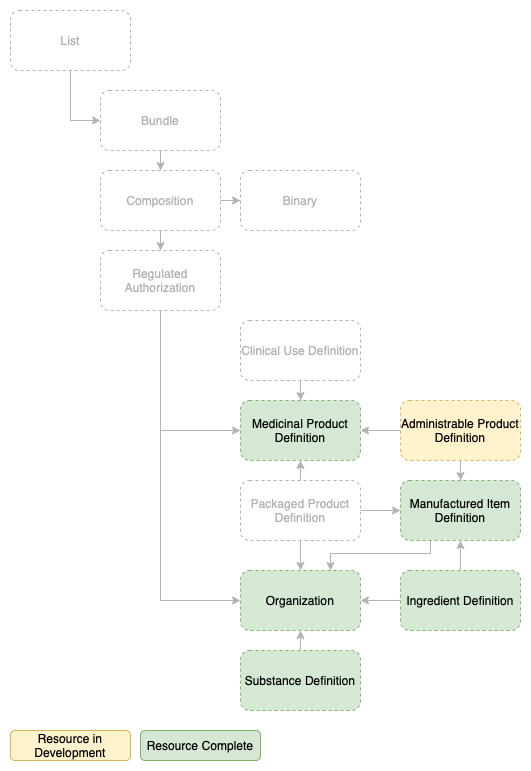 List
Bundle
Composition
Binary
Regulated
Authorization
Clinical Use Definition
Medicinal Product
Definition
Administrable Product
Definition
Packaged Product
Definition
Manufactured Item
Definition
Organization
Ingredient Definition
Substance Definition
Resource in
Development
Resource Complete